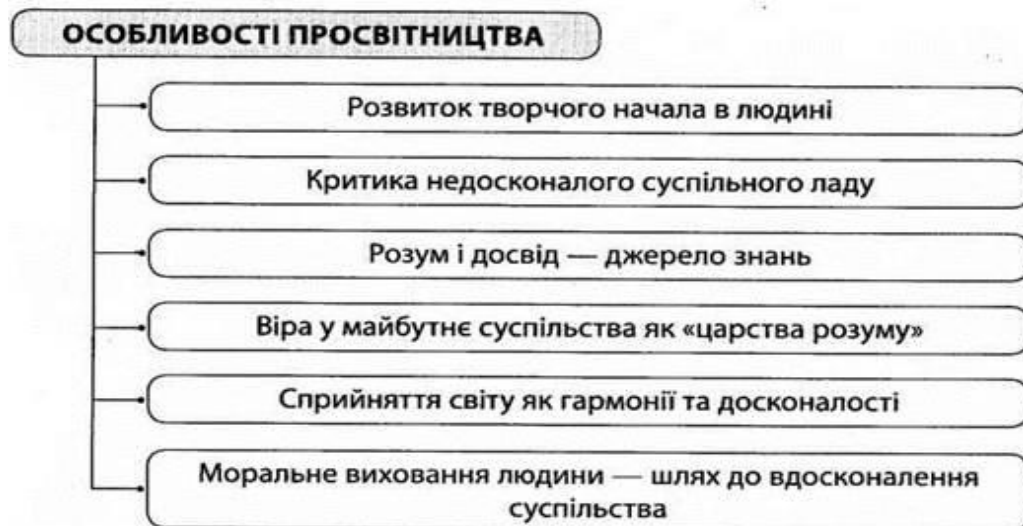 ОСОБЛИВОСТІ ПРОСВІТНИЦТВА
Розвиток творчого начала в людині
Критика недосконалого суспільного ладу
Розум і досвід — джерело знань
Віра у майбутнє суспільства як «царства розуму»
Сприйняття світу як гармонії та досконалості
Моральне виховання людини — шлях до вдосконалення
суспільства